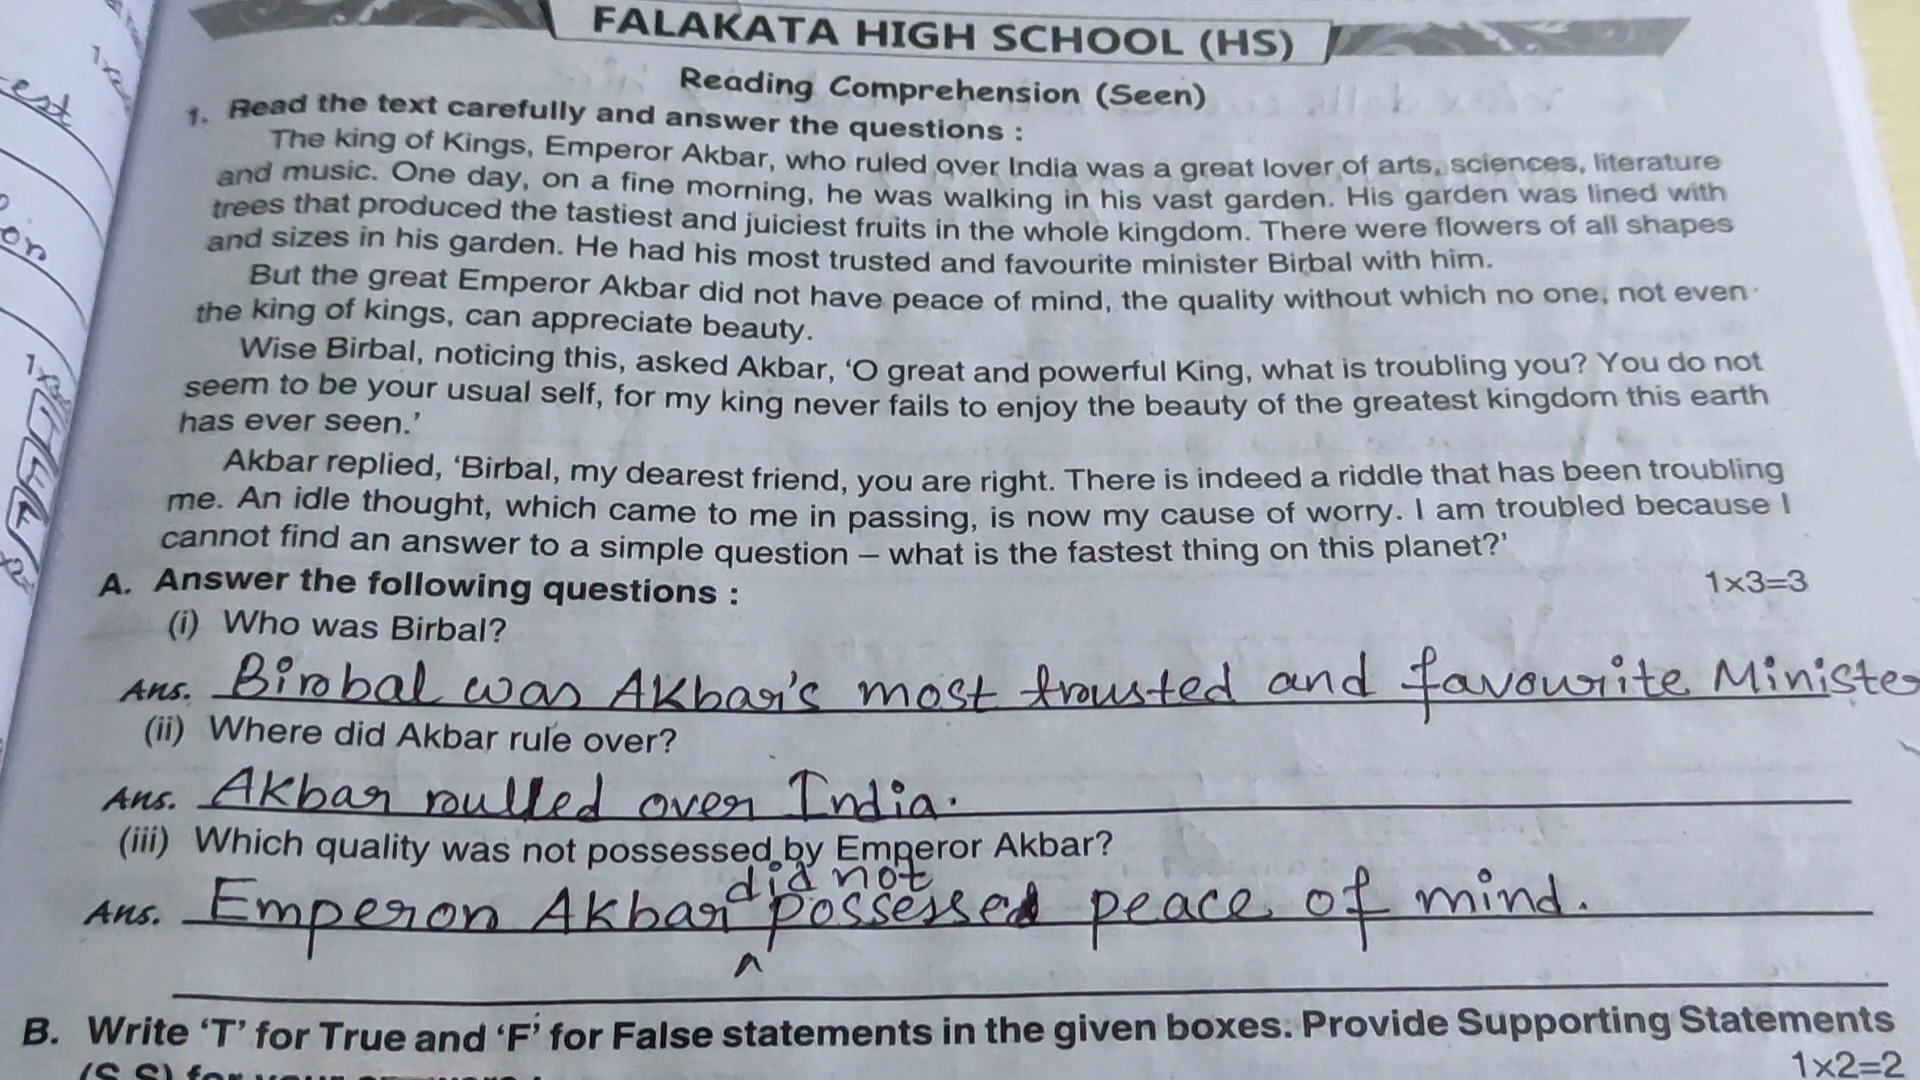 FALAKATA HIGH SCHOOL (HS)
Reading Comprehension (Seen)
1. Read the text carefully and answer the questions :
The king of Kings, Emperor Akbar, who ruled over India was a great lover of arts, sciences, literature
and music. One day, on a fine morning, he was walking in his vast garden. His garden was lined with
trees that produced the tastiest and juiciest fruits in the whole kingdom. There were flowers of all shapes
and sizes in his garden. He had his most trusted and favourite minister Birbal with him.
But the great Emperor Akbar did not have peace of mind, the quality without which no one, not even
the king of kings, can appreciate beauty.
Wise Birbal, noticing this, asked Akbar, ‘O great and powerful King, what is troubling you? You do not
seem to be your usual self, for my king never fails to enjoy the beauty of the greatest kingdom this earth
has ever seen.’
Akbar replied, ‘Birbal, my dearest friend, you are right. There is indeed a riddle that has been troubling
me. An idle thought, which came to me in passing, is now my cause of worry. I am troubled because I
cannot find an answer to a simple question – what is the fastest thing on this planet?’
A. Answer the following questions : 1×3=3
(i) Who was Birbal?
Ans. Birbal was Akbar's most trusted and favourite Ministe
(ii) Where did Akbar rule over?
Ans. Akbar rulled over India.
(iii) Which quality was not possessed by Emperor Akbar?
did not
Ans. Emperor Akbar possessed peace of mind.
B. Write ‘T’ for True and ‘F’ for False statements in the given boxes. Provide Supporting Statements
1×2=2